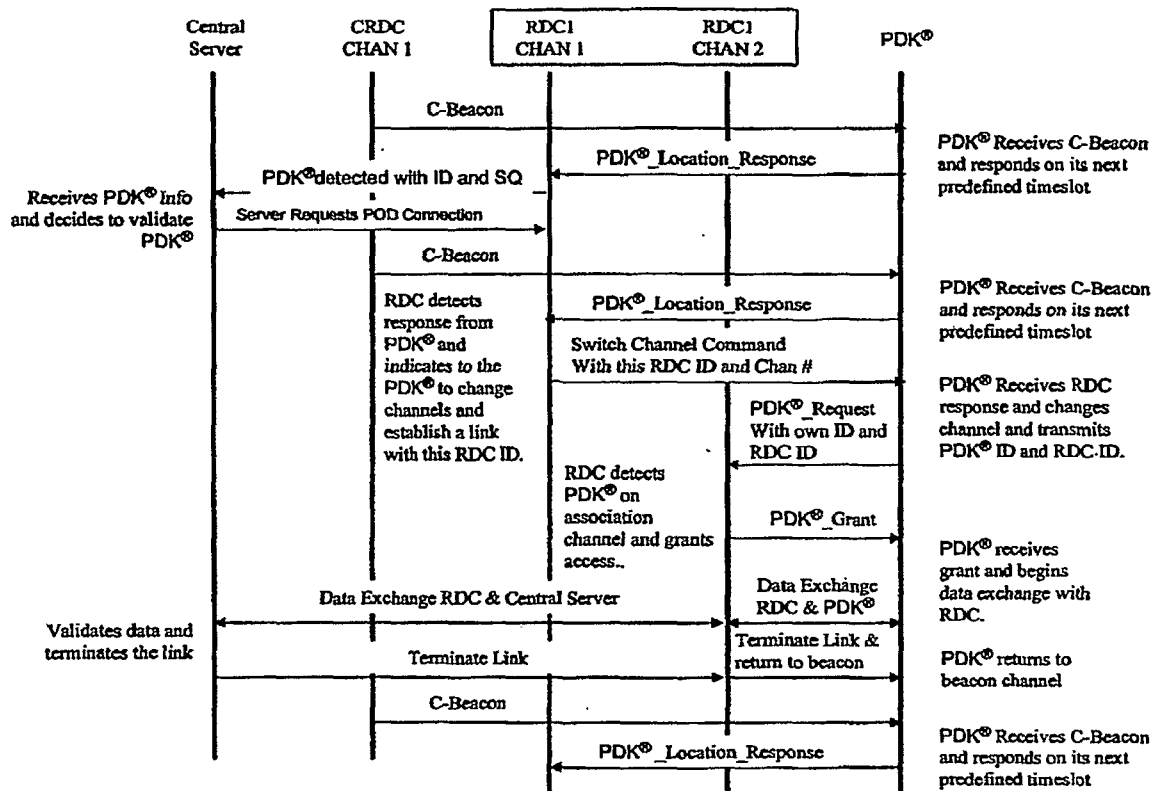 Central
Server
CRDC
CHAN 1
RDC1
CHAN 1
RDC1
CHAN 2
PDK®
C-Beacon
PDK®_Location_Response
PDK® Receives C-Beacon
and responds on its next
predefined timeslot
PDK®detected with ID and SQ
Receives PDK® Info
and decides to validate
PDK®
Server Requests POD Connection
C-Beacon
PDK®_Location_Response
PDK® Receives C-Beacon
and responds on its next
predefined timeslot
RDC detects
response from
PDK® and
indicates to the
PDK® to change
channels and
establish a link
with this RDC ID.
Switch Channel Command
With this RDC ID and Chan #
PDK® Receives RDC
response and changes
channel and transmits
PDK® ID and RDC-ID.
PDK®_Request
With own ID and
RDC ID
RDC detects
PDK® on
association
channel and grants
access..
PDK®_Grant
PDK® receives
grant and begins
data exchange with
RDC.
Data Exchange RDC & Central Server
Data Exchange
RDC & PDK®
Validates data and
terminates the link
Terminate Link
Terminate Link &
return to beacon
PDK® returns to
beacon channel
C-Beacon
PDK®_Location_Response
PDK® Receives C-Beacon
and responds on its next
predefined timeslot